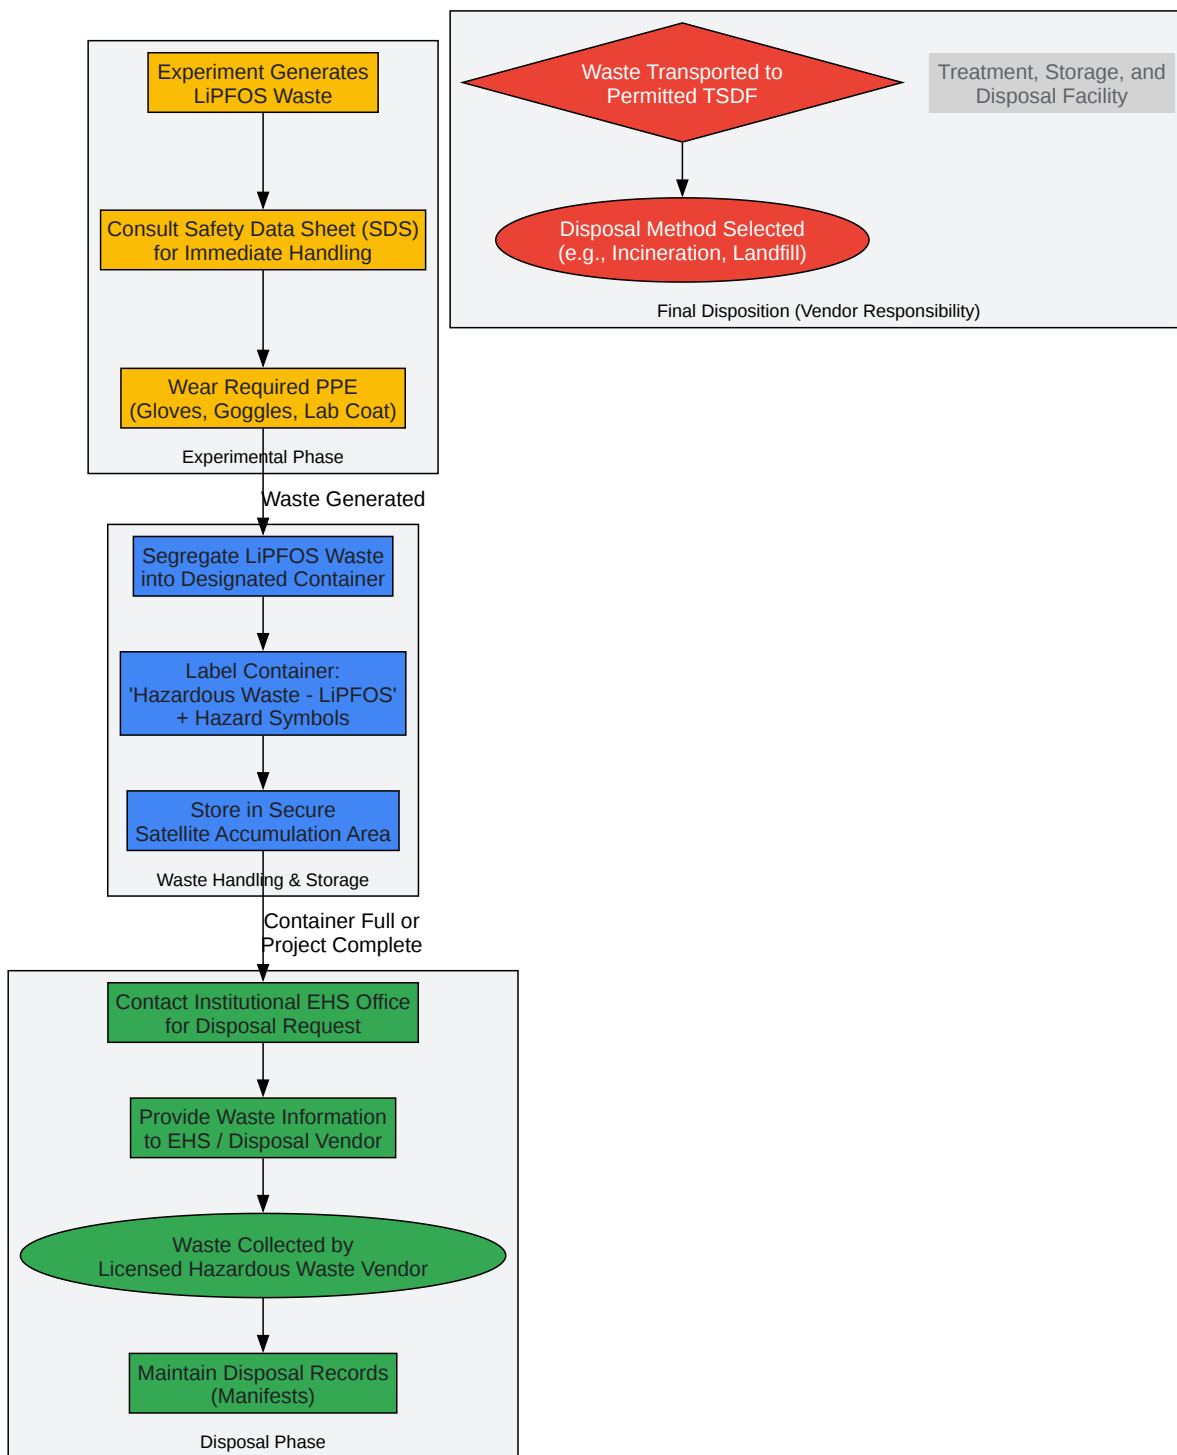 Experiment Generates
LiPFOS Waste
Consult Safety Data Sheet (SDS)
for Immediate Handling
Wear Required PPE
(Gloves, Goggles, Lab Coat)
Experimental Phase
Waste Generated
Segregate LiPFOS Waste
into Designated Container
Label Container:
'Hazardous Waste - LiPFOS'
+ Hazard Symbols
Store in Secure
Satellite Accumulation Area
Waste Handling & Storage
Container Full or
Project Complete
Contact Institutional EHS Office
for Disposal Request
Provide Waste Information
to EHS / Disposal Vendor
Waste Collected by
Licensed Hazardous Waste Vendor
Maintain Disposal Records
(Manifests)
Disposal Phase
Waste Transported to
Permitted TSDF
Treatment, Storage, and
Disposal Facility
Disposal Method Selected
(e.g., Incineration, Landfill)
Final Disposition (Vendor Responsibility)